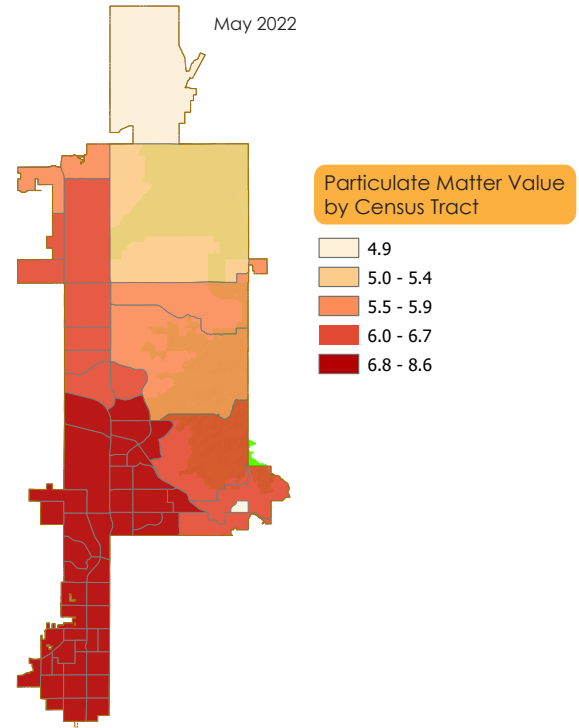 May 2022
Particulate Matter Value
by Census Tract
4.9
5.0 - 5.4
5.5 - 5.9
6.0 - 6.7
6.8 - 8.6